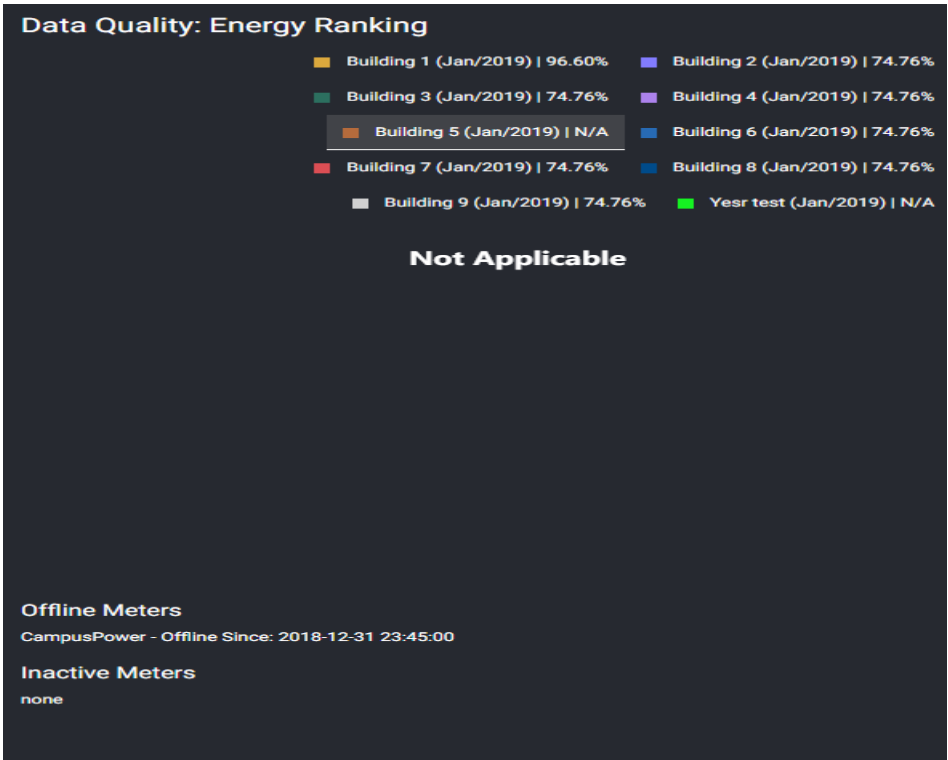 Data Quality: Energy Ranking
Building 1 (Jan/2019) | 96.60%
Building 2 (Jan/2019) | 74.76%
Building 3 (Jan/2019) | 74.76%
Building 4 (Jan/2019) | 74.76%
Building 5 (Jan/2019) | N/A
Building 6 (Jan/2019) | 74.76%
Building 7 (Jan/2019) | 74.76%
Building 8 (Jan/2019) | 74.76%
Building 9 (Jan/2019) | 74.76%
Yesr test (Jan/2019) | N/A
Not Applicable
Offline Meters
CampusPower - Offline Since: 2018-12-31 23:45:00
Inactive Meters
none